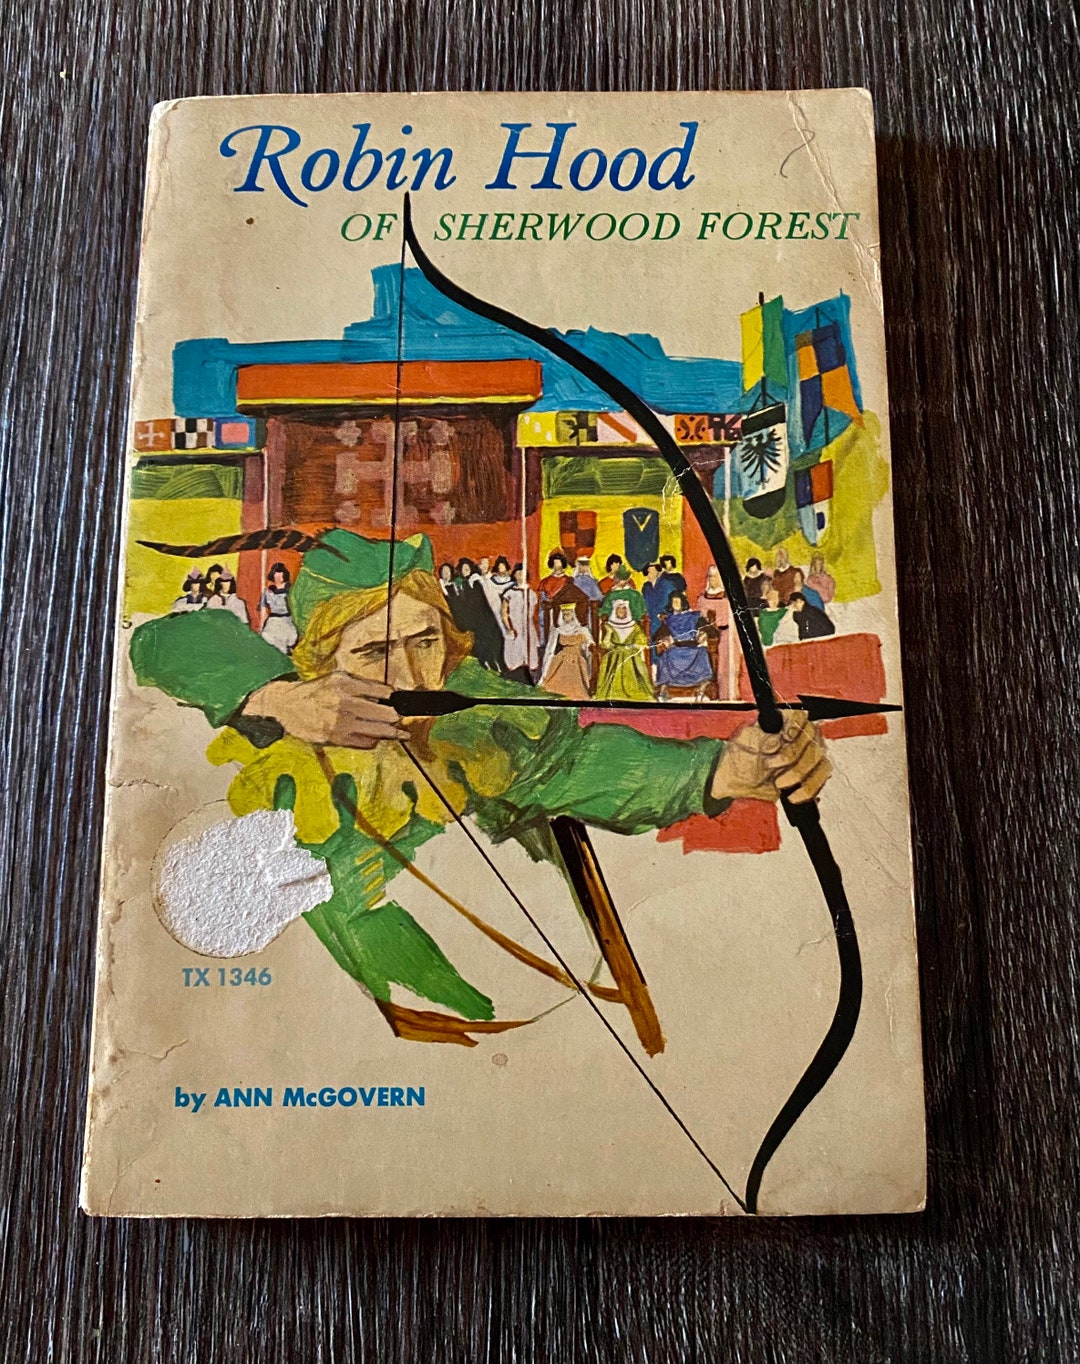 Robin Hood
OF SHERWOOD FOREST
TX 1346
by ANN McGOVERN